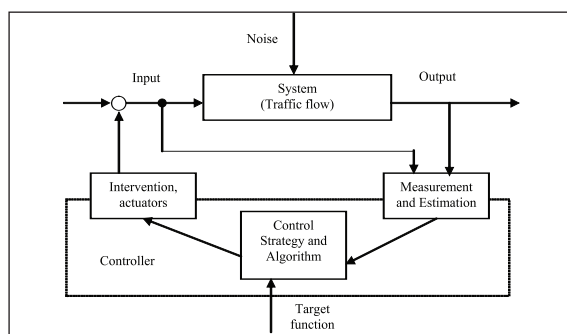 Noise
Input
System
(Traffic flow)
Output
Intervention,
actuators
Measurement
and Estimation
Control
Strategy and
Algorithm
Controller
Target
function